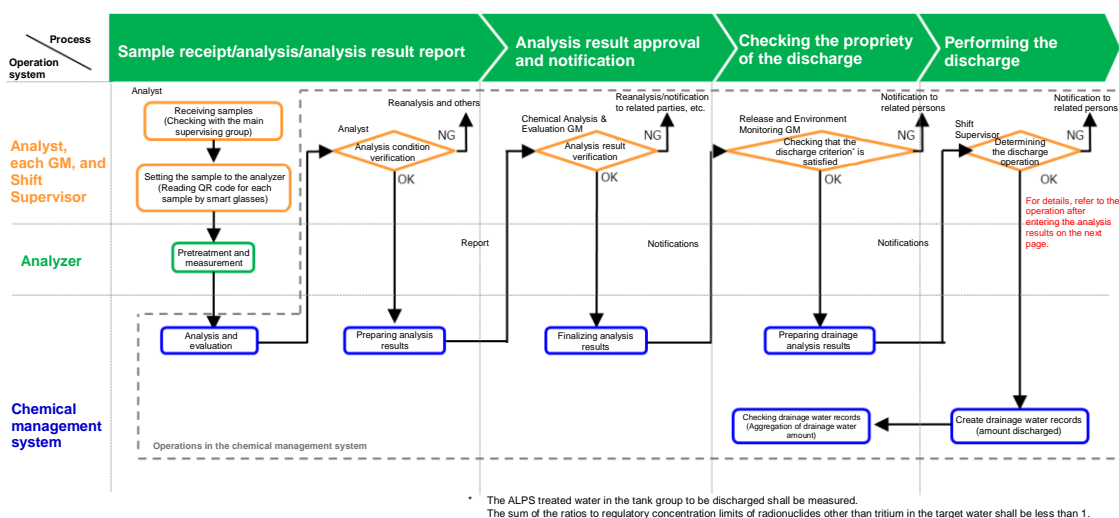 Process
Operation
system
Sample receipt/analysis/analysis result report
Analysis result approval
and notification
Checking the propriety
of the discharge
Performing the
discharge
Analyst,
each GM, and
Shift
Supervisor
Analyst
Receiving samples
(Checking with the main
supervising group)
Setting the sample to the analyzer
(Reading QR code for each
sample by smart glasses)
Reanalysis and others
Analyst
NG
Analysis condition
verification
OK
Reanalysis/notification
to related parties, etc.
Chemical Analysis &
Evaluation GM
NG
Analysis result
verification
OK
Notification to
related persons
Release and Environment
Monitoring GM
NG
Checking that the
discharge criterion* is
satisfied
OK
Notification to
related persons
Shift
Supervisor
NG
Determining
the discharge
operation
OK
For details, refer to the
operation after
entering the analysis
results on the next
page.
Analyzer
Pretreatment and
measurement
Report
Notifications
Notifications
Chemical
management
system
Analysis and
evaluation
Preparing analysis
results
Finalizing analysis
results
Preparing drainage
analysis results
Checking drainage water records
(Aggregation of drainage water
amount)
Create drainage water records
(amount discharged)
Operations in the chemical management system
* The ALPS treated water in the tank group to be discharged shall be measured.
The sum of the ratios to regulatory concentration limits of radionuclides other than tritium in the target water shall be less than 1.